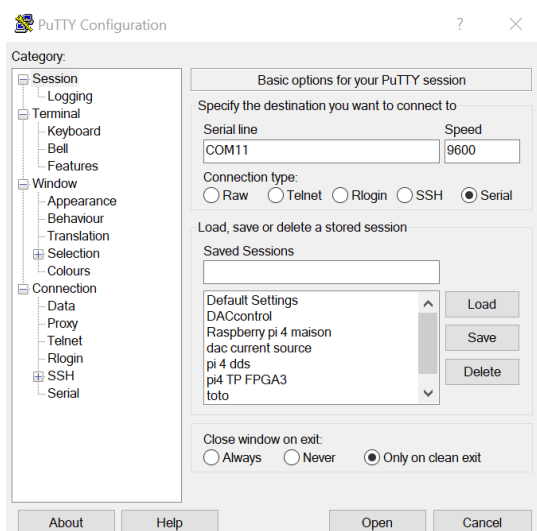 PuTTY Configuration
?
Category:
Session
Logging
Terminal
Keyboard
Bell
Features
Window
Appearance
Behaviour
Translation
Selection
Colours
Connection
Data
Proxy
Telnet
Rlogin
SSH
Serial
Basic options for your PuTTY session
Specify the destination you want to connect to
Serial line Speed
COM11 9600
Connection type:
Raw Telnet Rlogin SSH Serial
Load, save or delete a stored session
Saved Sessions
Default Settings
DACcontrol
Raspberry pi 4 maison
dac current source
pi 4 dds
pi4 TP FPGA3
toto
Load
Save
Delete
Close window on exit:
Always Never Only on clean exit
About Help Open Cancel